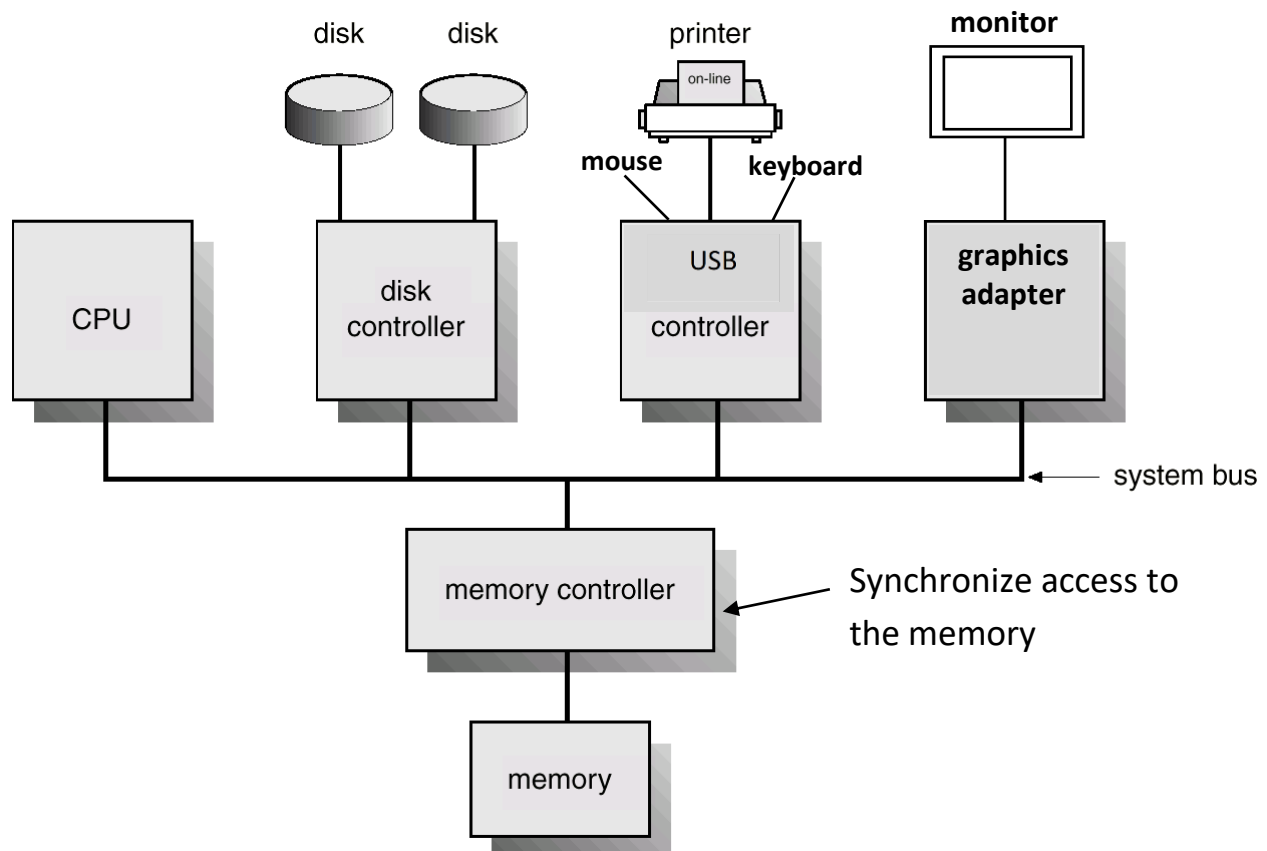 disk
disk
printer
monitor
on-line
mouse
keyboard
CPU
disk
controller
USB
controller
graphics
adapter
system bus
memory controller
Synchronize access to
the memory
memory